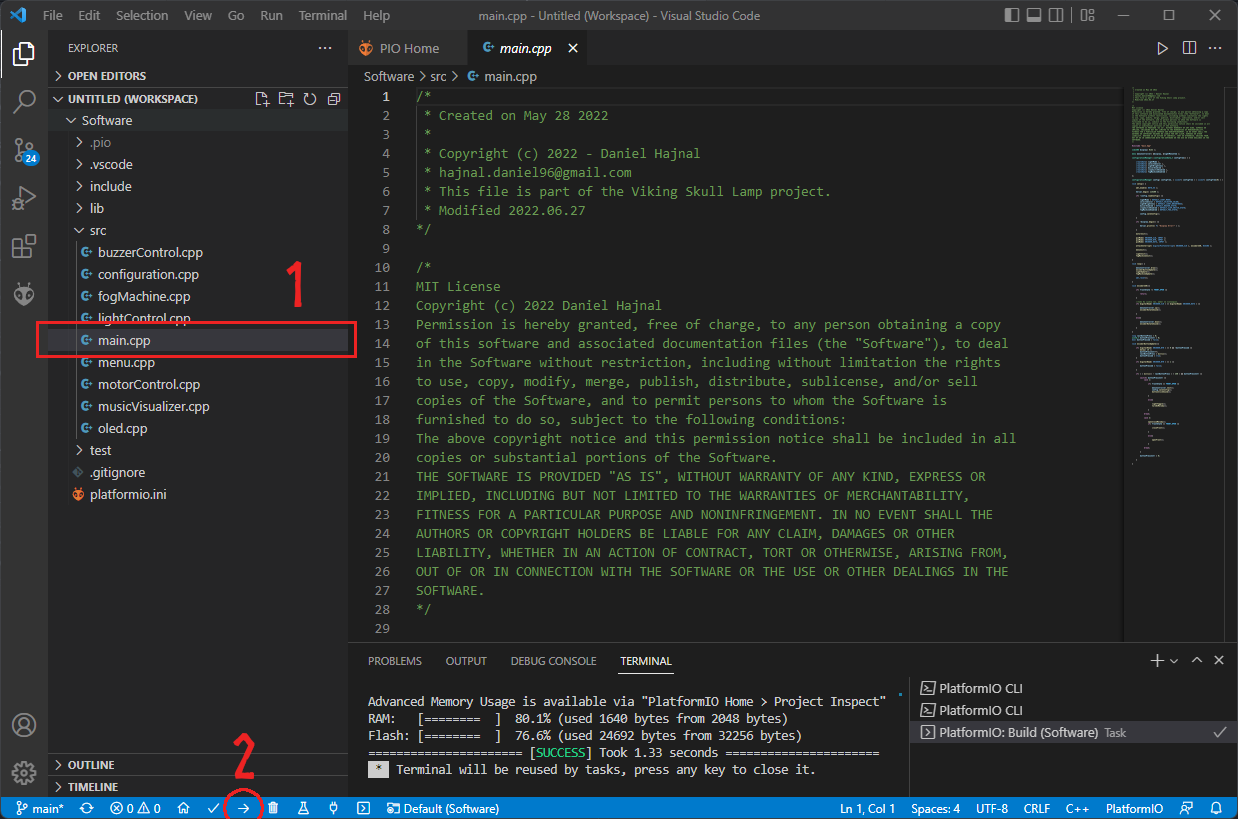 File Edit Selection View Go Run Terminal Help
main.cpp - Untitled (Workspace) - Visual Studio Code
EXPLORER
PIO Home
main.cpp
OPEN EDITORS
Software > src > main.cpp
UNTITLED (WORKSPACE)
Software
.pio
.vscode
24
include
lib
src
buzzerControl.cpp
configuration.cpp
fogMachine.cpp
lightControl.cpp
main.cpp
menu.cpp
motorControl.cpp
musicVisualizer.cpp
oled.cpp
test
.gitignore
platformio.ini
1
OUTLINE
TIMELINE
1 /*
2 * Created on May 28 2022
3 *
4 * Copyright (c) 2022 - Daniel Hajnal
5 * hajnal.daniel96@gmail.com
6 * This file is part of the Viking Skull Lamp project.
7 * Modified 2022.06.27
8 */
9
10 /*
11 MIT License
12 Copyright (c) 2022 Daniel Hajnal
13 Permission is hereby granted, free of charge, to any person obtaining a copy
14 of this software and associated documentation files (the "Software"), to deal
15 in the Software without restriction, including without limitation the rights
16 to use, copy, modify, merge, publish, distribute, sublicense, and/or sell
17 copies of the Software, and to permit persons to whom the Software is
18 furnished to do so, subject to the following conditions:
19 The above copyright notice and this permission notice shall be included in all
20 copies or substantial portions of the Software.
21 THE SOFTWARE IS PROVIDED "AS IS", WITHOUT WARRANTY OF ANY KIND, EXPRESS OR
22 IMPLIED, INCLUDING BUT NOT LIMITED TO THE WARRANTIES OF MERCHANTABILITY,
23 FITNESS FOR A PARTICULAR PURPOSE AND NONINFRINGEMENT. IN NO EVENT SHALL THE
24 AUTHORS OR COPYRIGHT HOLDERS BE LIABLE FOR ANY CLAIM, DAMAGES OR OTHER
25 LIABILITY, WHETHER IN AN ACTION OF CONTRACT, TORT OR OTHERWISE, ARISING FROM,
26 OUT OF OR IN CONNECTION WITH THE SOFTWARE OR THE USE OR OTHER DEALINGS IN THE
27 SOFTWARE.
28 */
29
PROBLEMS OUTPUT DEBUG CONSOLE TERMINAL
Advanced Memory Usage is available via "PlatformIO Home > Project Inspect"
RAM:   [========  ]  80.1% (used 1640 bytes from 2048 bytes)
Flash: [========  ]  76.6% (used 24692 bytes from 32256 bytes)
====================== [SUCCESS] Took 1.33 seconds ======================
* Terminal will be reused by tasks, press any key to close it.
PlatformIO CLI
PlatformIO CLI
PlatformIO: Build (Software) Task
2
main* 0 0 Default (Software) Ln 1, Col 1 Spaces: 4 UTF-8 CRLF C++ PlatformIO